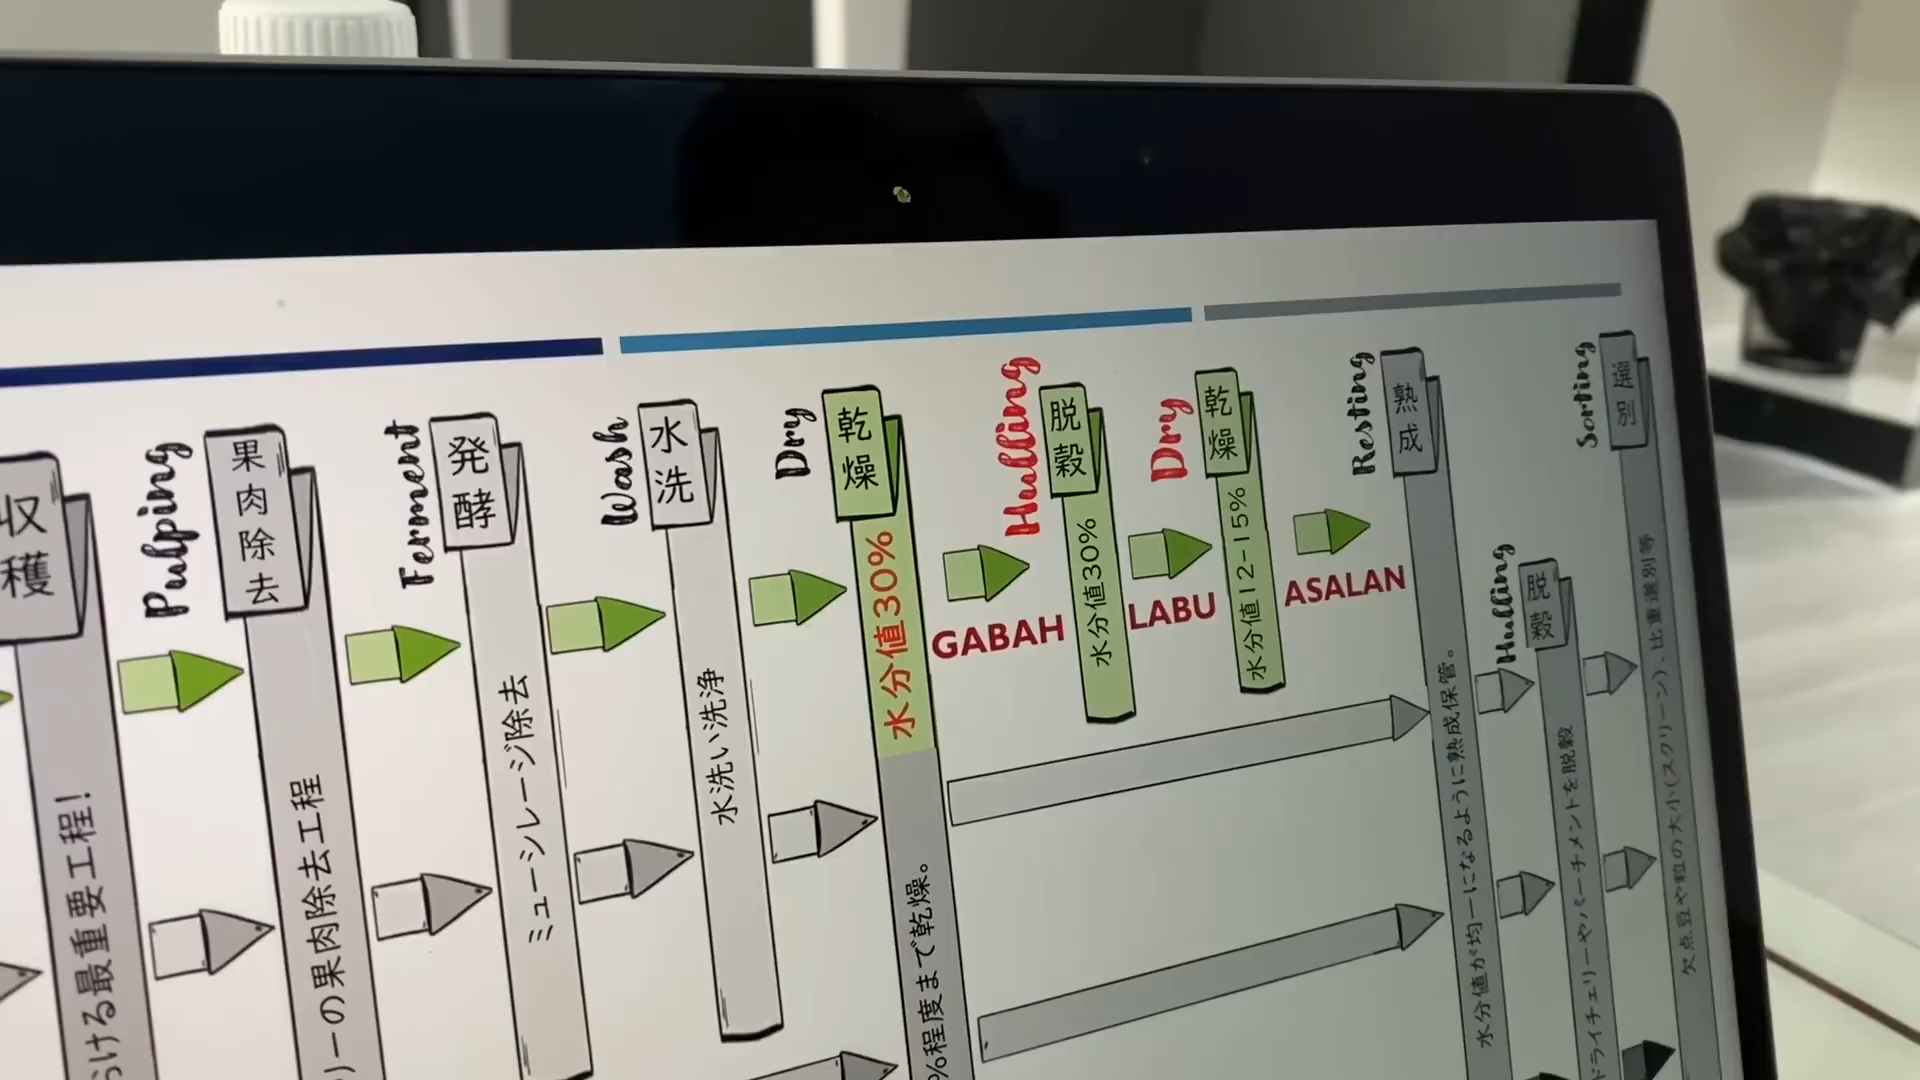 収穫
らける最重要工程!
Pulping
果肉除去
リーの果肉除去工程
Ferment
発酵
ミューシレージ除去
Wash
水洗
水洗い洗浄
Dry
乾燥
水分値30%
%程度まで乾燥。
GABAH
Hulling
脱穀
水分値30%
LABU
Dry
乾燥
水分値12-15%
ASALAN
Resting
熟成
水分値が均一になるように熟成保管。
Hulling
脱穀
ドライチェリーやパーチメントを脱穀
Sorting
選別
欠点豆や粒の大小(スクリーン)、比重選別等